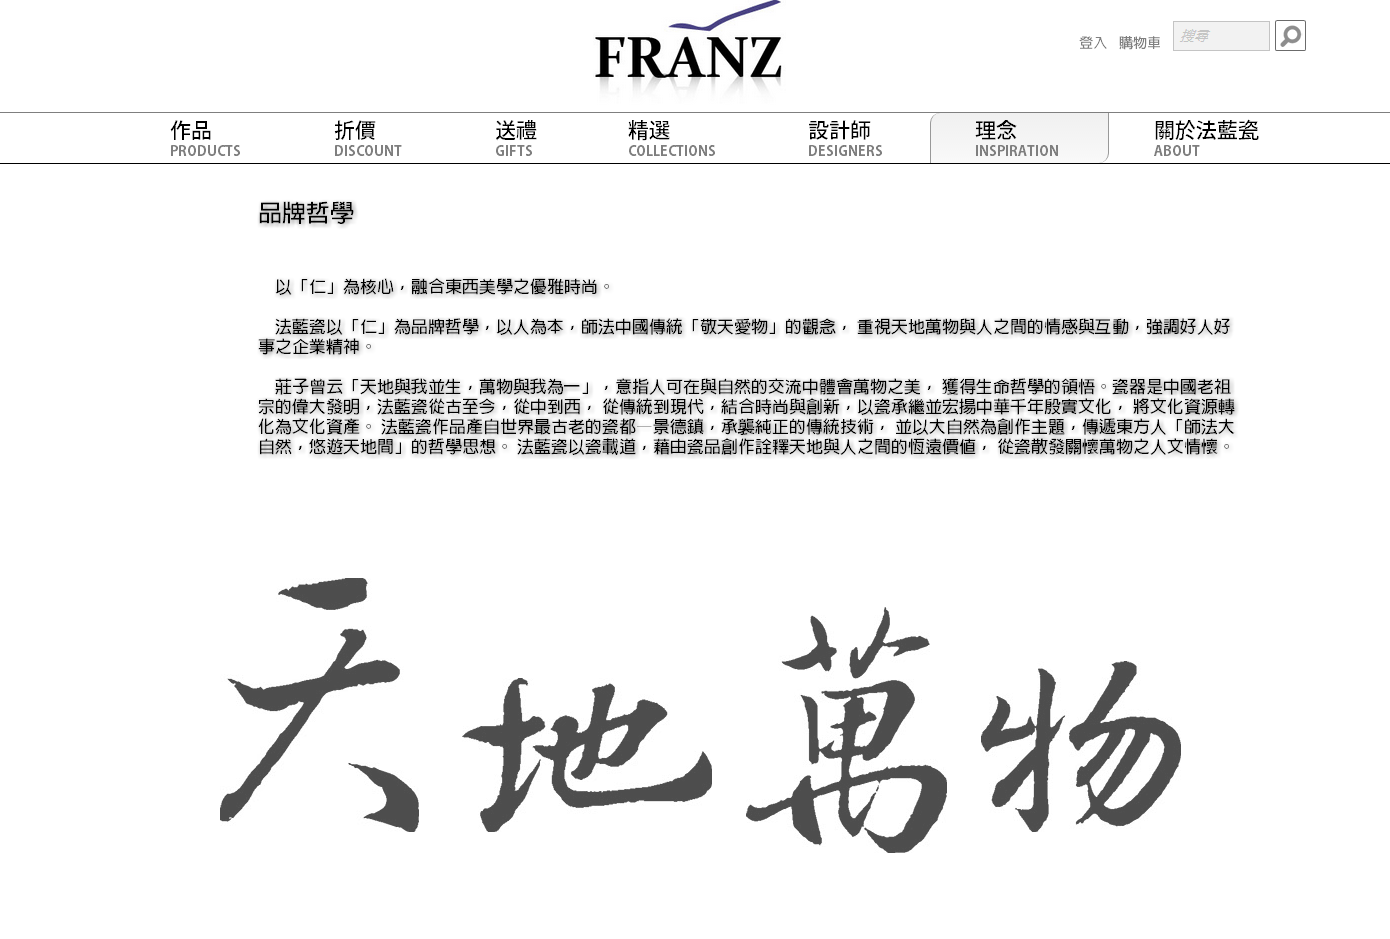 FRANZ
登入 購物車 搜尋
作品 折價 送禮 精選 設計師 理念 關於法藍瓷
PRODUCTS DISCOUNT GIFTS COLLECTIONS DESIGNERS INSPIRATION ABOUT
品牌哲學
以「仁」為核心，融合東西美學之優雅時尚。
法藍瓷以「仁」為品牌哲學，以人為本，師法中國傳統「敬天愛物」的觀念， 重視天地萬物與人之間的情感與互動，強調好人好
事之企業精神。
莊子曾云「天地與我並生，萬物與我為一」，意指人可在與自然的交流中體會萬物之美， 獲得生命哲學的領悟。瓷器是中國老祖
宗的偉大發明，法藍瓷從古至今，從中到西， 從傳統到現代，結合時尚與創新，以瓷承繼並宏揚中華千年殷實文化， 將文化資源轉
化為文化資產。 法藍瓷作品產自世界最古老的瓷都─景德鎮，承襲純正的傳統技術， 並以大自然為創作主題，傳遞東方人「師法大
自然，悠遊天地間」的哲學思想。 法藍瓷以瓷載道，藉由瓷品創作詮釋天地與人之間的恆遠價值， 從瓷散發關懷萬物之人文情懷。
天地萬物